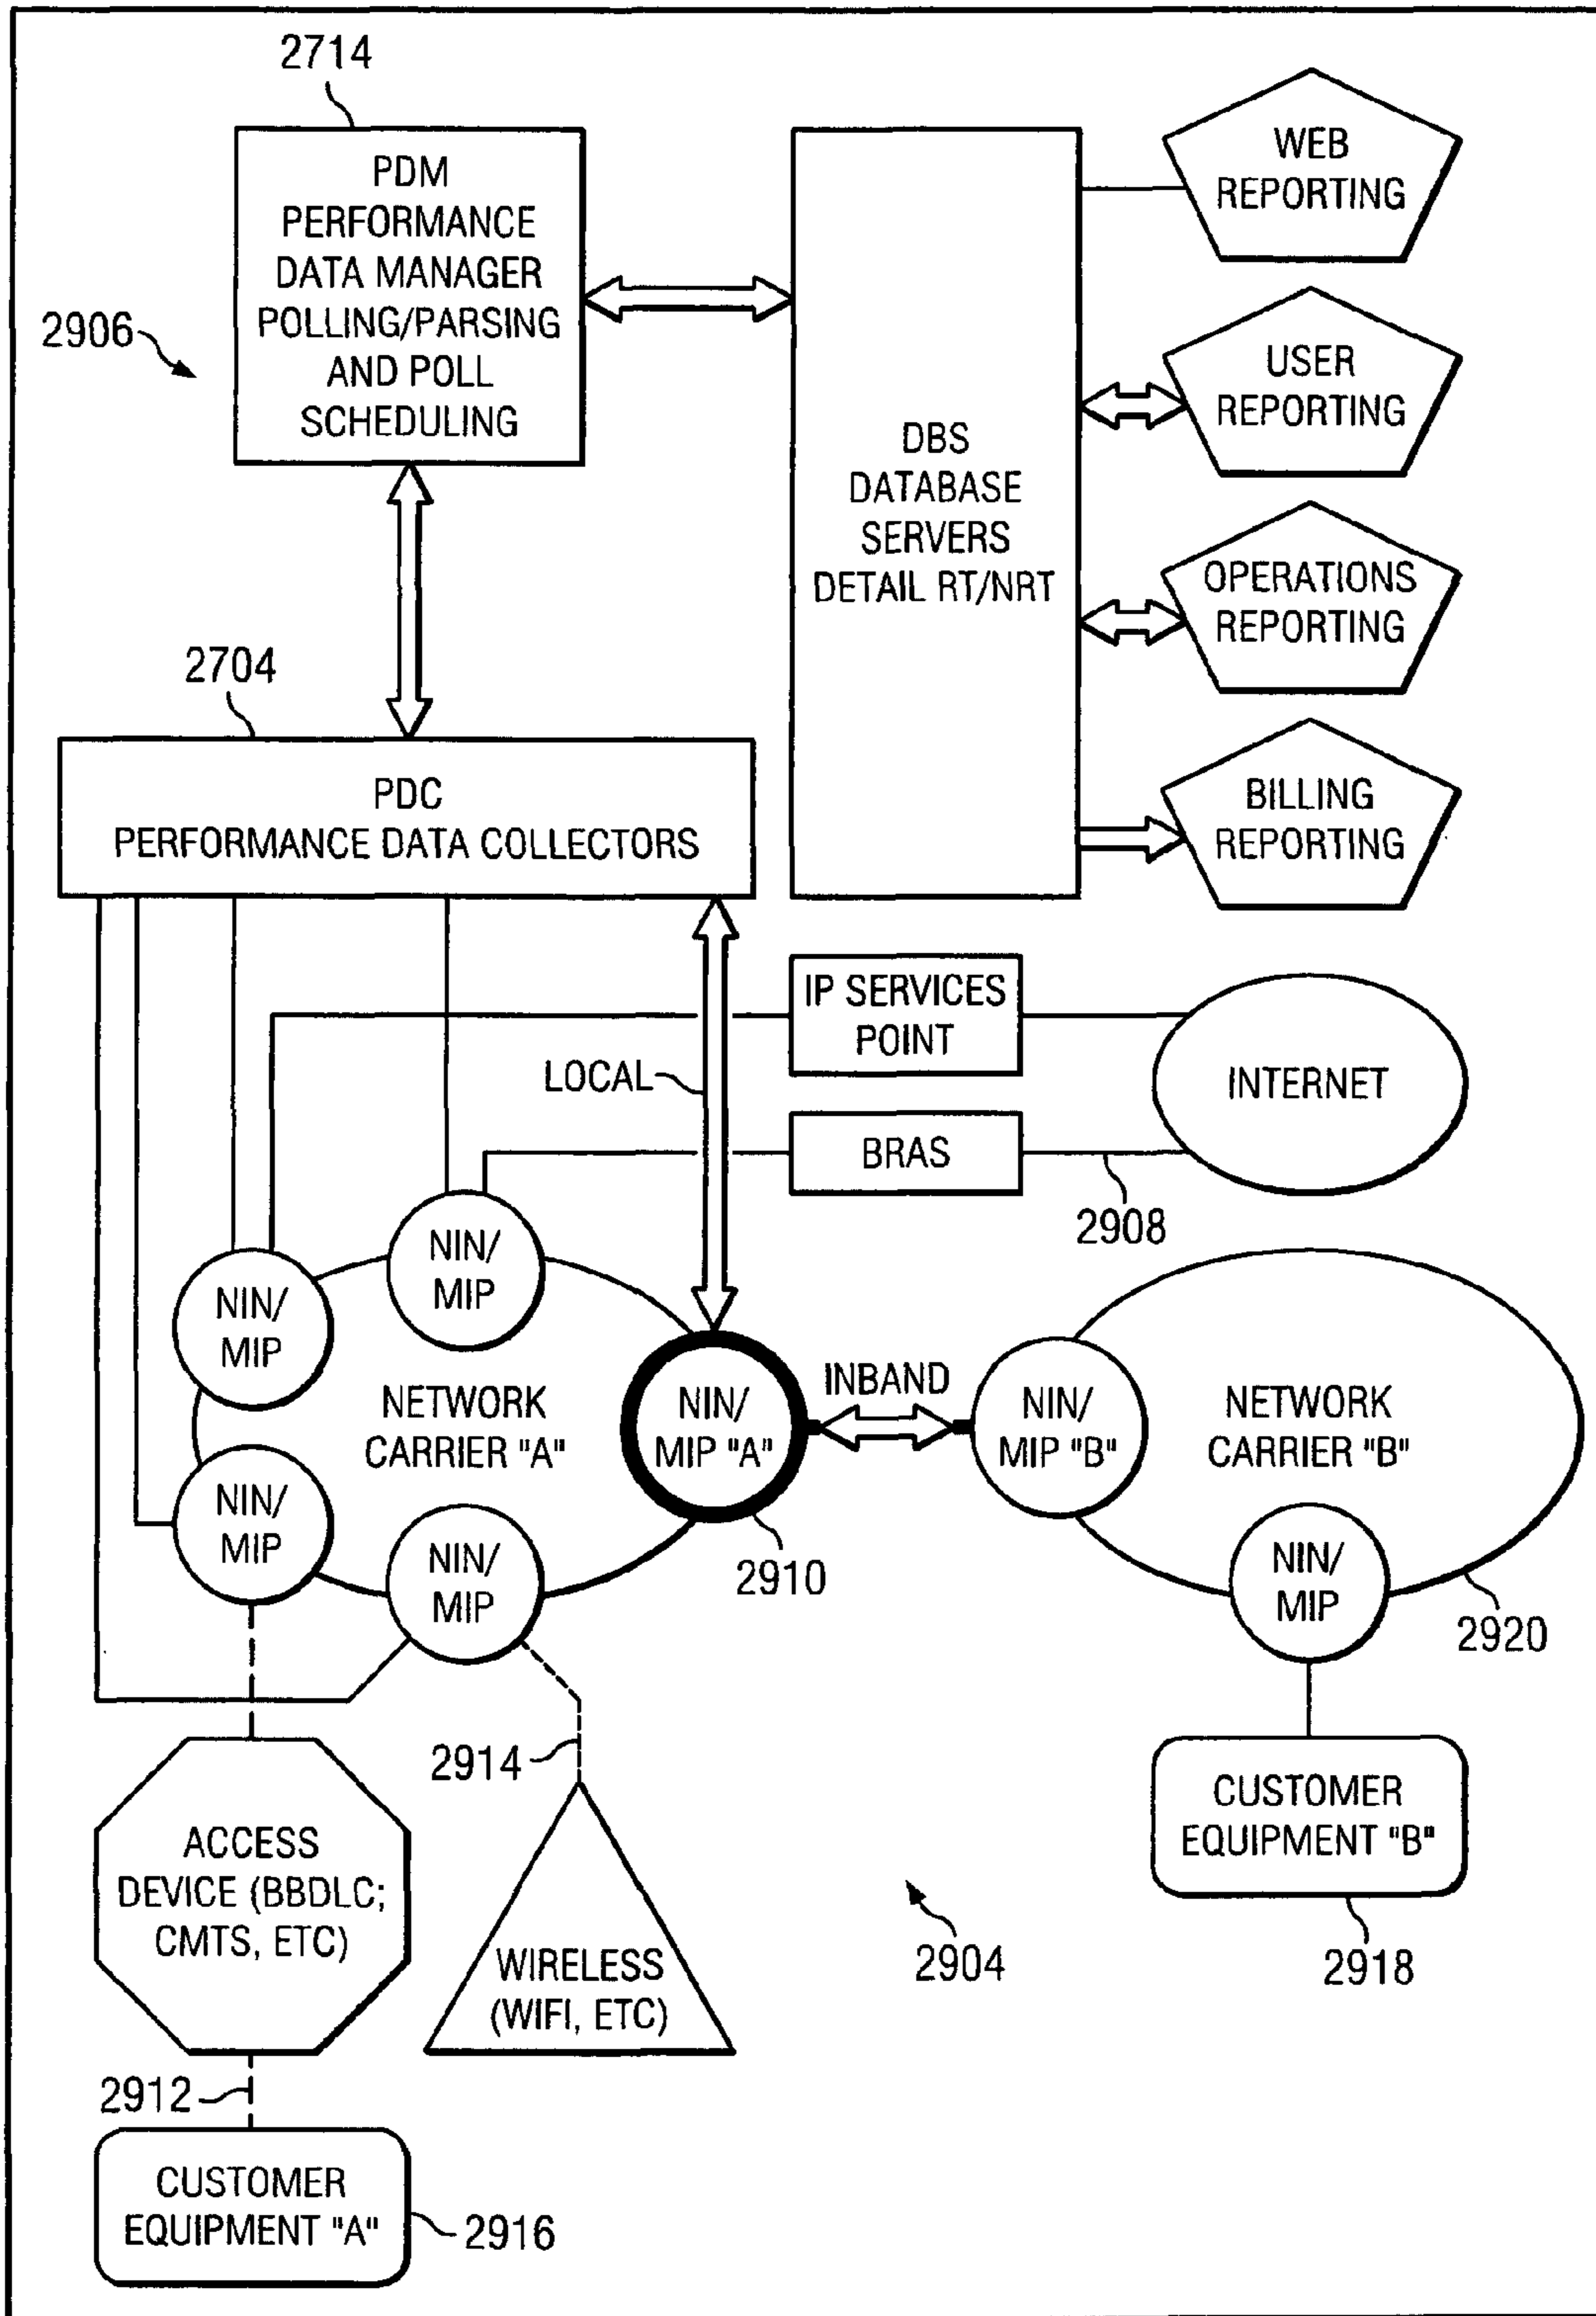 2714
PDM
PERFORMANCE
DATA MANAGER
POLLING/PARSING
AND POLL
SCHEDULING
2906
DBS
DATABASE
SERVERS
DETAIL RT/NRT
WEB
REPORTING
USER
REPORTING
OPERATIONS
REPORTING
BILLING
REPORTING
2704
PDC
PERFORMANCE DATA COLLECTORS
IP SERVICES
POINT
LOCAL
INTERNET
BRAS
2908
NIN/
MIP
NIN/
MIP
NETWORK
CARRIER "A"
NIN/
MIP "A"
INBAND
NIN/
MIP "B"
NETWORK
CARRIER "B"
NIN/
MIP
NIN/
MIP
2910
NIN/
MIP
2920
2914
ACCESS
DEVICE (BBDLC;
CMTS, ETC)
WIRELESS
(WIFI, ETC)
2904
CUSTOMER
EQUIPMENT "B"
2918
2912
CUSTOMER
EQUIPMENT "A"
2916